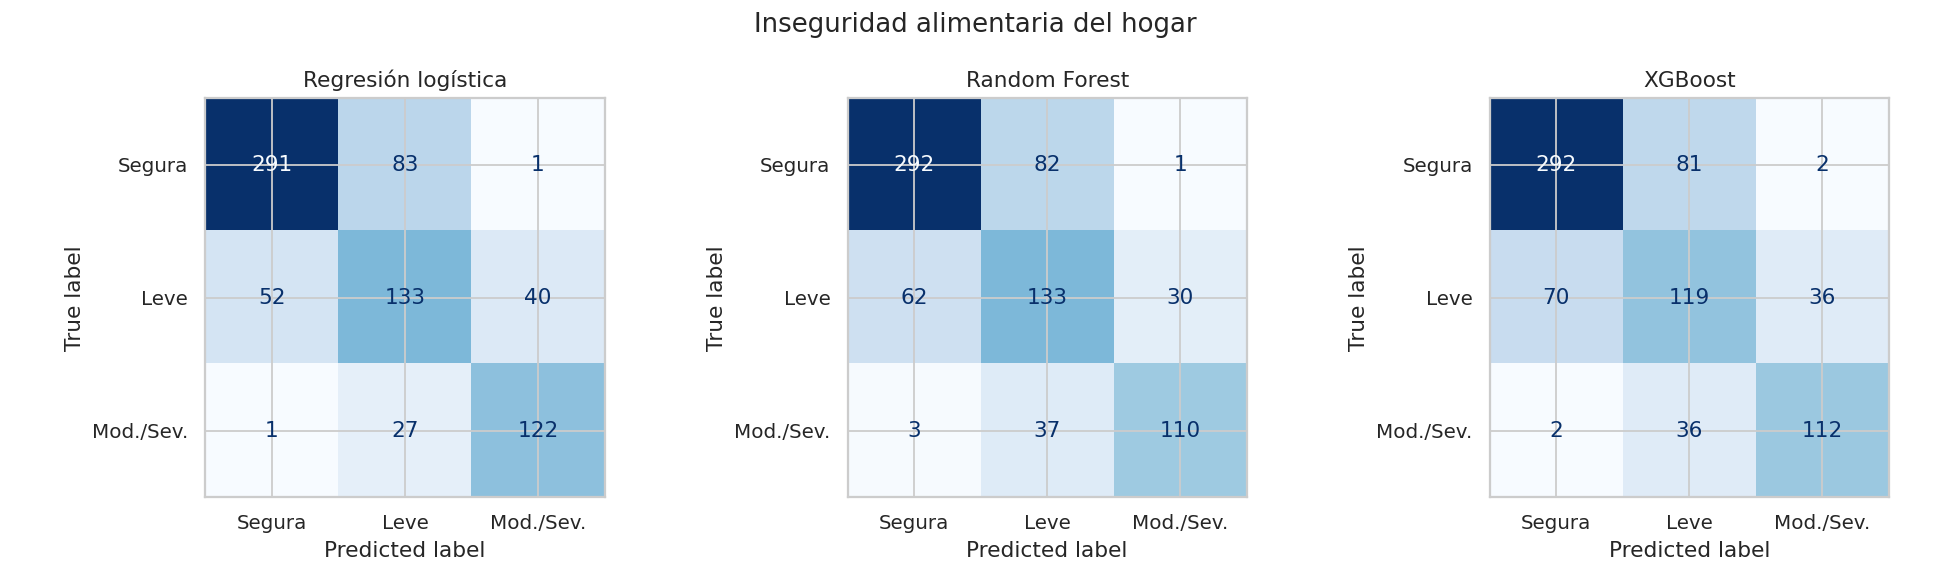 Inseguridad alimentaria del hogar
Regresión logística
True label
Segura
291 83 1
Leve
52 133 40
Mod./Sev.
1 27 122
Segura Leve Mod./Sev.
Predicted label
Random Forest
True label
Segura
292 82 1
Leve
62 133 30
Mod./Sev.
3 37 110
Segura Leve Mod./Sev.
Predicted label
XGBoost
True label
Segura
292 81 2
Leve
70 119 36
Mod./Sev.
2 36 112
Segura Leve Mod./Sev.
Predicted label